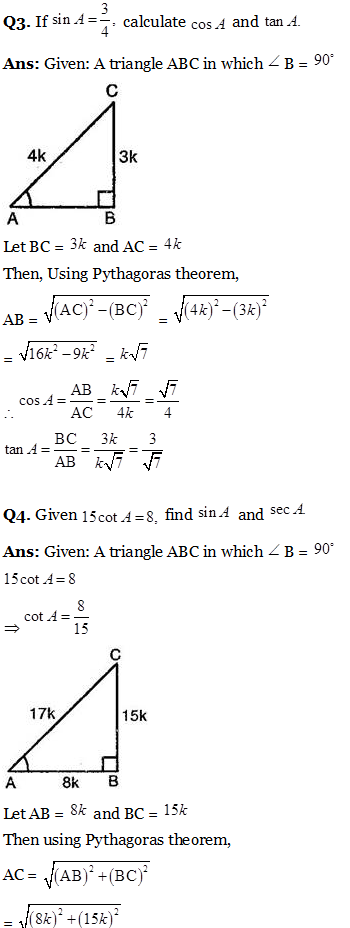 Q3. If sin A = 3/4, calculate cos A and tan A.
Ans: Given: A triangle ABC in which ∠ B = 90°
C
4k 3k
A B
Let BC = 3k and AC = 4k
Then, Using Pythagoras theorem,
AB = √((AC)² − (BC)²) = √((4k)² − (3k)²)
= √(16k² − 9k²) = k√7
∴ cos A = AB/AC = k√7/4k = √7/4
tan A = BC/AB = 3k/k√7 = 3/√7
Q4. Given 15 cot A = 8, find sin A and sec A.
Ans: Given: A triangle ABC in which ∠ B = 90°
15 cot A = 8
⇒ cot A = 8/15
C
17k 15k
A 8k B
Let AB = 8k and BC = 15k
Then using Pythagoras theorem,
AC = √((AB)² + (BC)²)
= √((8k)² + (15k)²)